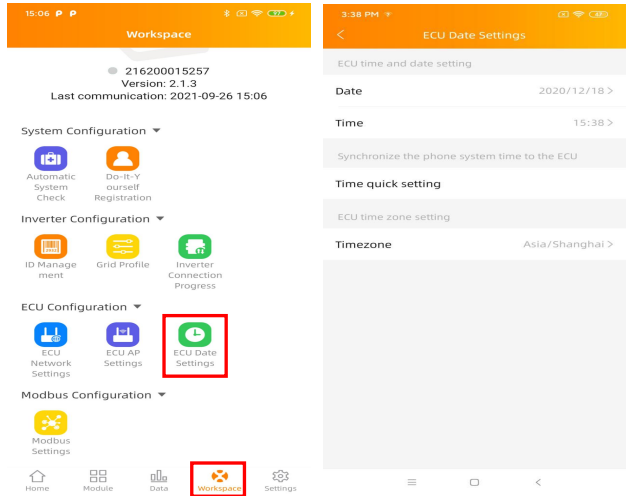 15:06
97
Workspace
216200015257
Version: 2.1.3
Last communication: 2021-09-26 15:06
System Configuration
Automatic
System
Check
Do-It-Y
ourself
Registration
Inverter Configuration
ID Manage
ment
Grid Profile
Inverter
Connection
Progress
ECU Configuration
ECU
Network
Settings
ECU AP
Settings
ECU Date
Settings
Modbus Configuration
Modbus
Settings
Home
Module
Data
Workspace
Settings
3:38 PM
ECU Date Settings
ECU time and date setting
Date 2020/12/18 >
Time 15:38 >
Synchronize the phone system time to the ECU
Time quick setting
ECU time zone setting
Timezone Asia/Shanghai >